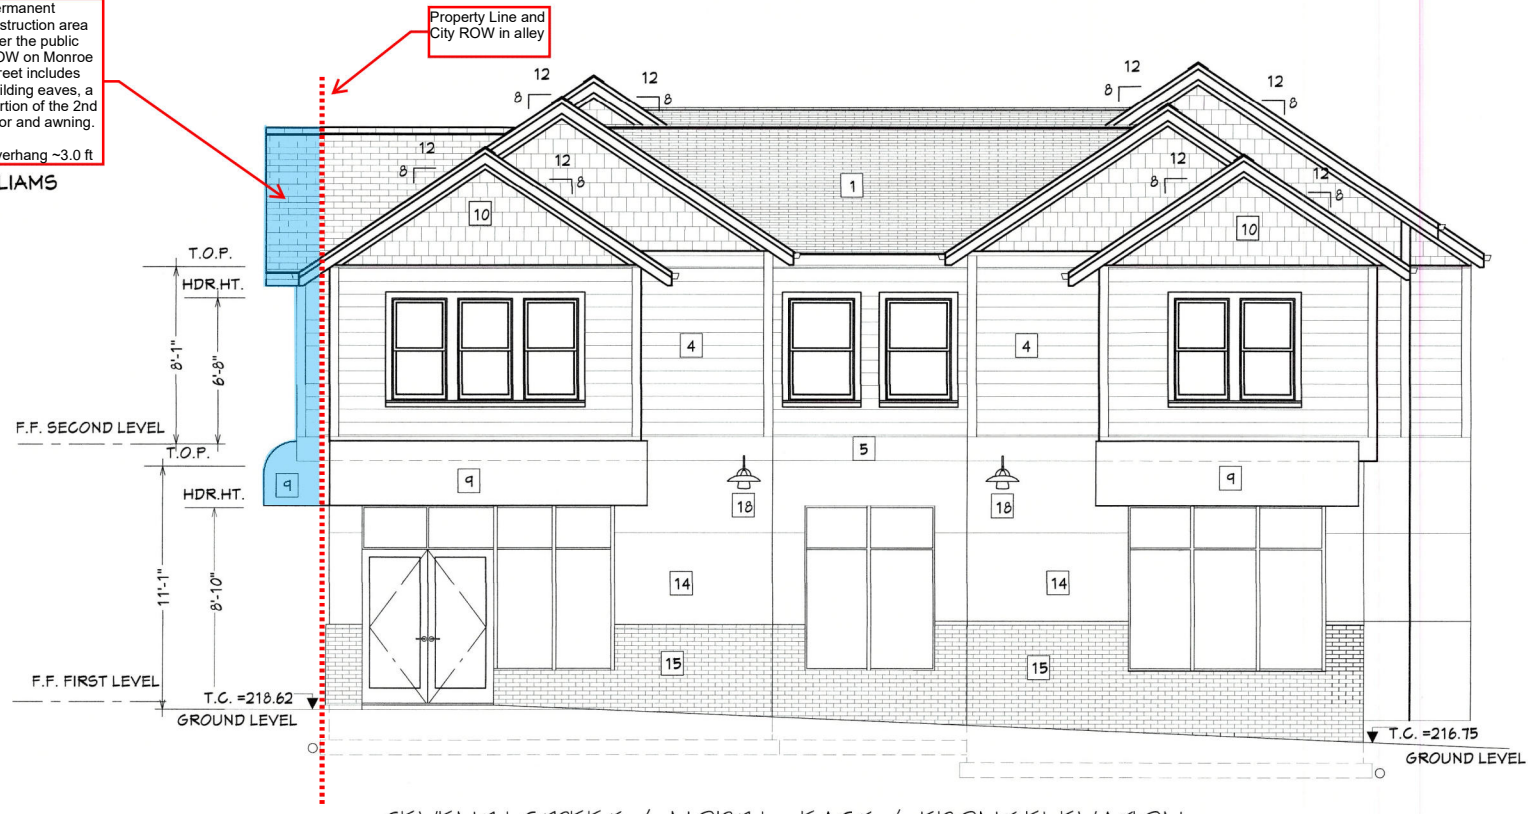 ermanent
struction area
er the public
OW on Monroe
reet includes
ilding eaves, a
rtion of the 2nd
or and awning.
verhang ~3.0 ft
LIAMS
Property Line and
City ROW in alley
12
8
12
8
12
8
12
8
12
8
12
8
12
8
12
8
1
10
10
T.O.P.
HDR.HT.
8'-1"
6'-8"
4
4
F.F. SECOND LEVEL
T.O.P.
5
9
9
9
HDR.HT.
18
18
11'-1"
8'-10"
14
14
15
15
F.F. FIRST LEVEL
T.C. =218.62
GROUND LEVEL
T.C. =216.75
GROUND LEVEL